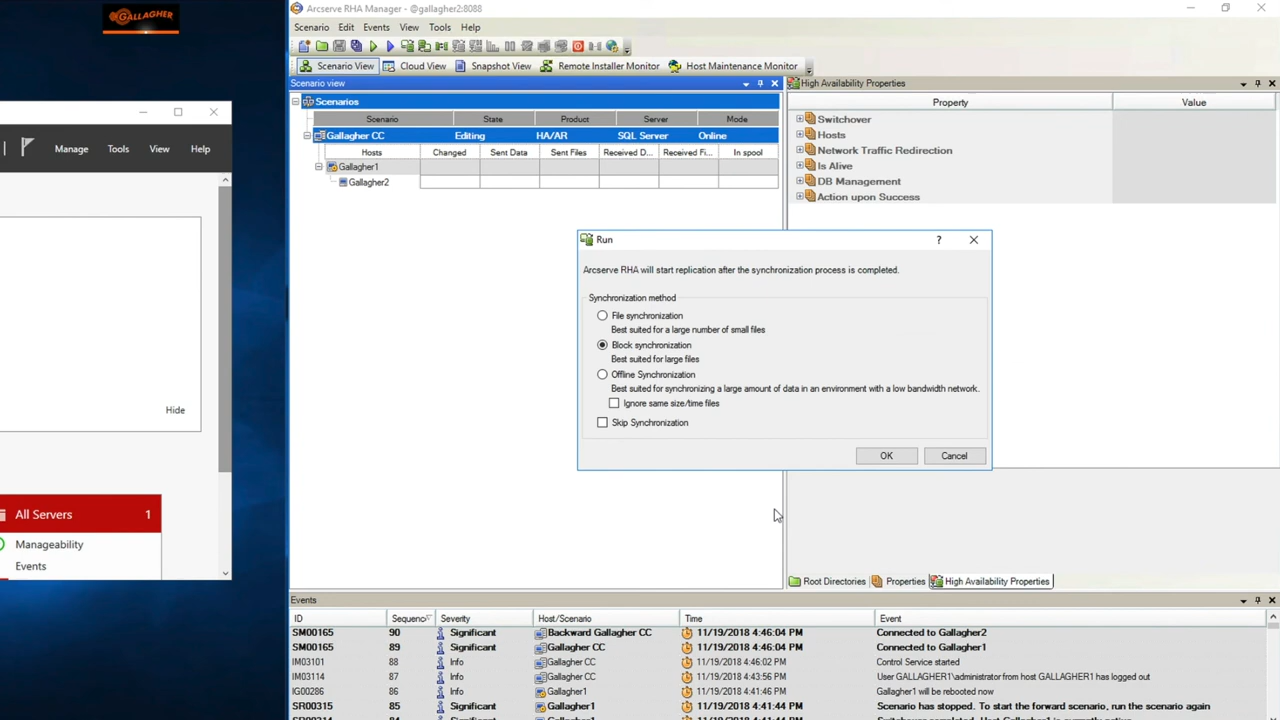 GALLAGHER
Arcserve RHA Manager - @gallagher2:8088
Scenario Edit Events View Tools Help
Scenario View Cloud View Snapshot View Remote Installer Monitor Host Maintenance Monitor
Scenario view
High Availability Properties
Scenarios
Property Value
Scenario State Product Server Mode
Switchover
Gallagher CC Editing HA/AR SQL Server Online
Hosts
Hosts Changed Sent Data Sent Files Received D... Received Fi... In spool
Network Traffic Redirection
Gallagher1
Is Alive
Gallagher2
DB Management
Action upon Success
Manage Tools View Help
Hide
All Servers 1
Manageability
Events
Run
?
Arcserve RHA will start replication after the synchronization process is completed.
Synchronization method
File synchronization
Best suited for a large number of small files
Block synchronization
Best suited for large files
Offline Synchronization
Best suited for synchronizing a large amount of data in an environment with a low bandwidth network.
Ignore same size/time files
Skip Synchronization
OK Cancel
Root Directories Properties High Availability Properties
Events
ID Sequenc Severity Host/Scenario Time Event
SM00165 90 Significant Backward Gallagher CC 11/19/2018 4:46:04 PM Connected to Gallagher2
SM00165 89 Significant Gallagher CC 11/19/2018 4:46:04 PM Connected to Gallagher1
IM03101 88 Info Gallagher CC 11/19/2018 4:46:02 PM Control Service started
IM03114 87 Info Gallagher CC 11/19/2018 4:43:56 PM User GALLAGHER1\administrator from host GALLAGHER1 has logged out
IG00286 86 Info Gallagher1 11/19/2018 4:41:46 PM Gallagher1 will be rebooted now
SR00315 85 Significant Gallagher1 11/19/2018 4:41:45 PM Scenario has stopped. To start the forward scenario, run the scenario again